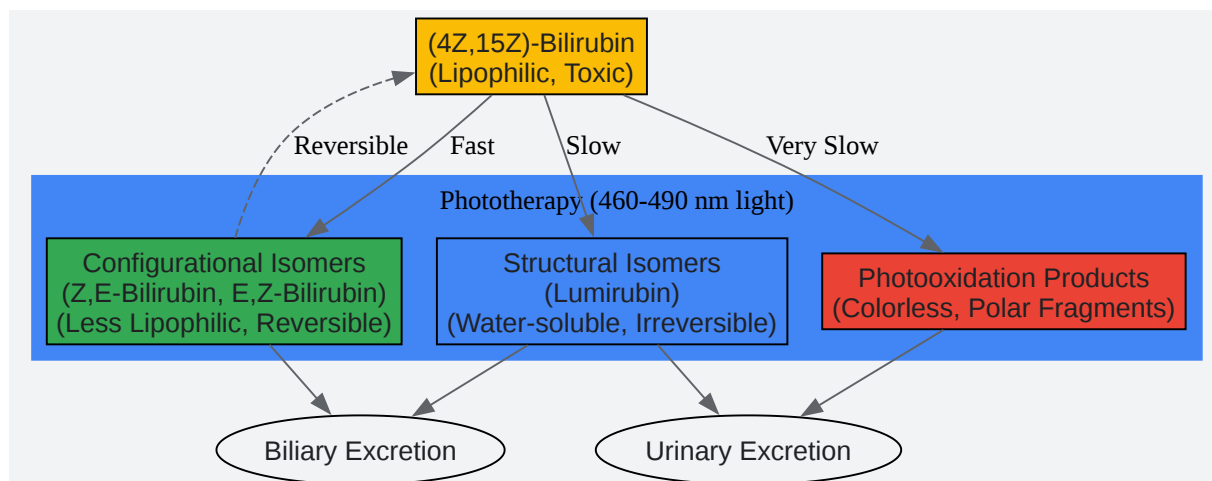 (4Z,15Z)-Bilirubin
(Lipophilic, Toxic)
Reversible
Fast
Slow
Very Slow
Phototherapy (460-490 nm light)
Configurational Isomers
(Z,E-Bilirubin, E,Z-Bilirubin)
(Less Lipophilic, Reversible)
Structural Isomers
(Lumirubin)
(Water-soluble, Irreversible)
Photooxidation Products
(Colorless, Polar Fragments)
Biliary Excretion
Urinary Excretion